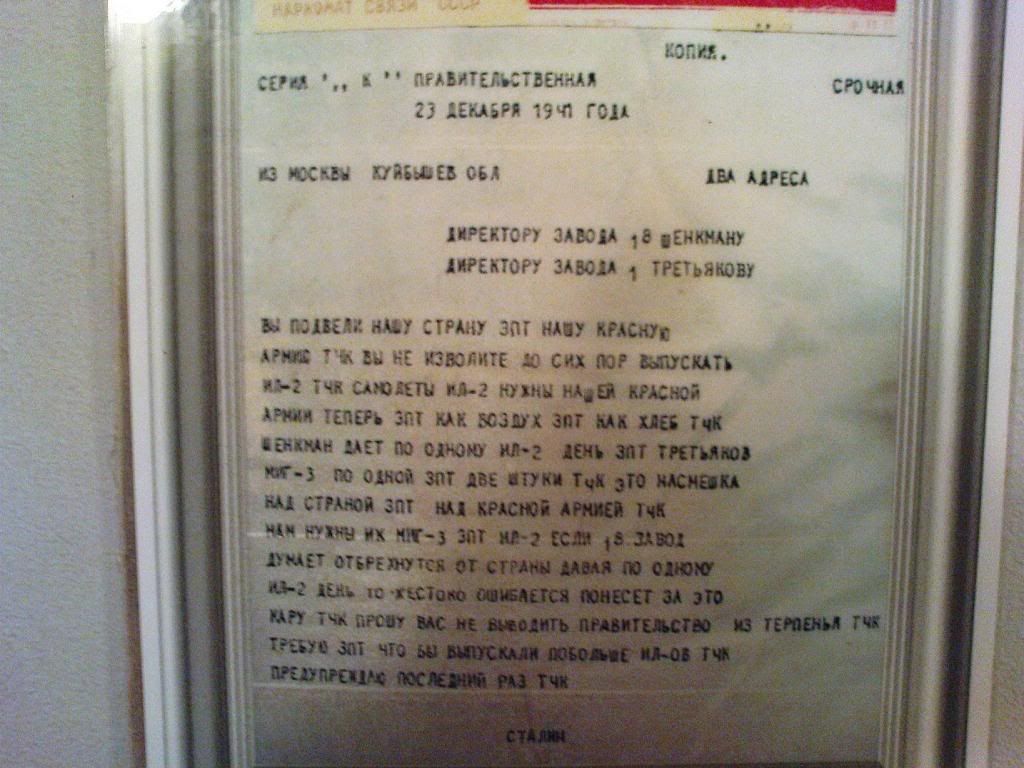 НАРКОМАТ СВЯЗИ СССР
КОПИЯ.
СЕРИЯ ',, К '' ПРАВИТЕЛЬСТВЕННАЯ СРОЧНАЯ
23 ДЕКАБРЯ 1941 ГОДА
ИЗ МОСКВЫ КУЙБЫШЕВ ОБЛ ДВА АДРЕСА
ДИРЕКТОРУ ЗАВОДА 18 ШЕНКМАНУ
ДИРЕКТОРУ ЗАВОДА 1 ТРЕТЬЯКОВУ
ВЫ ПОДВЕЛИ НАШУ СТРАНУ ЗПТ НАШУ КРАСНУЮ
АРМИЮ ТЧК ВЫ НЕ ИЗВОЛИТЕ ДО СИХ ПОР ВЫПУСКАТЬ
ИЛ-2 ТЧК САМОЛЕТЫ ИЛ-2 НУЖНЫ НАШЕЙ КРАСНОЙ
АРМИИ ТЕПЕРЬ ЗПТ КАК ВОЗДУХ ЗПТ КАК ХЛЕБ ТЧК
ШЕНКМАН ДАЕТ ПО ОДНОМУ ИЛ-2 ДЕНЬ ЗПТ ТРЕТЬЯКОВ
МИГ-3 ПО ОДНОЙ ЗПТ ДВЕ ШТУКИ ТЧК ЭТО НАСМЕШКА
НАД СТРАНОЙ ЗПТ НАД КРАСНОЙ АРМИЕЙ ТЧК
НАМ НУЖНЫ ИХ МИГ-3 ЗПТ ИЛ-2 ЕСЛИ 18 ЗАВОД
ДУМАЕТ ОТБРЕХНУТСЯ ОТ СТРАНЫ ДАВАЯ ПО ОДНОМУ
ИЛ-2 ДЕНЬ ТО ЖЕСТОКО ОШИБАЕТСЯ ПОНЕСЕТ ЗА ЭТО
КАРУ ТЧК ПРОШУ ВАС НЕ ВЫВОДИТЬ ПРАВИТЕЛЬСТВО ИЗ ТЕРПЕНЬЯ ТЧК
ТРЕБУЮ ЗПТ ЧТО БЫ ВЫПУСКАЛИ ПОБОЛЬШЕ ИЛ-ОВ ТЧК
ПРЕДУПРЕЖДАЮ ПОСЛЕДНИЙ РАЗ ТЧК
СТАЛИН